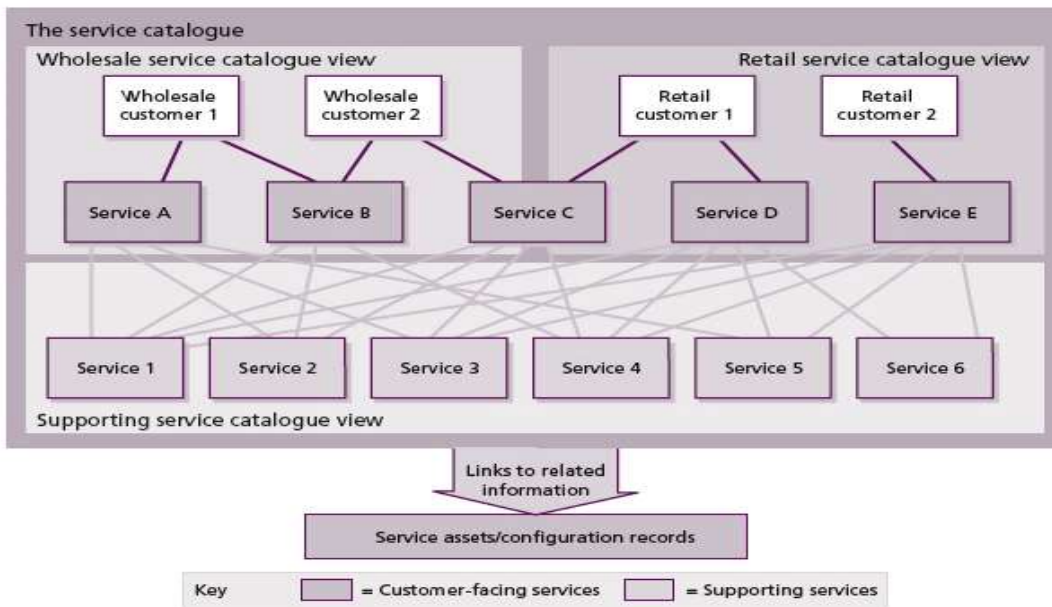 The service catalogue
Wholesale service catalogue view
Retail service catalogue view
Wholesale
customer 1
Wholesale
customer 2
Retail
customer 1
Retail
customer 2
Service A
Service B
Service C
Service D
Service E
Service 1
Service 2
Service 3
Service 4
Service 5
Service 6
Supporting service catalogue view
Links to related
information
Service assets/configuration records
Key
= Customer-facing services
= Supporting services